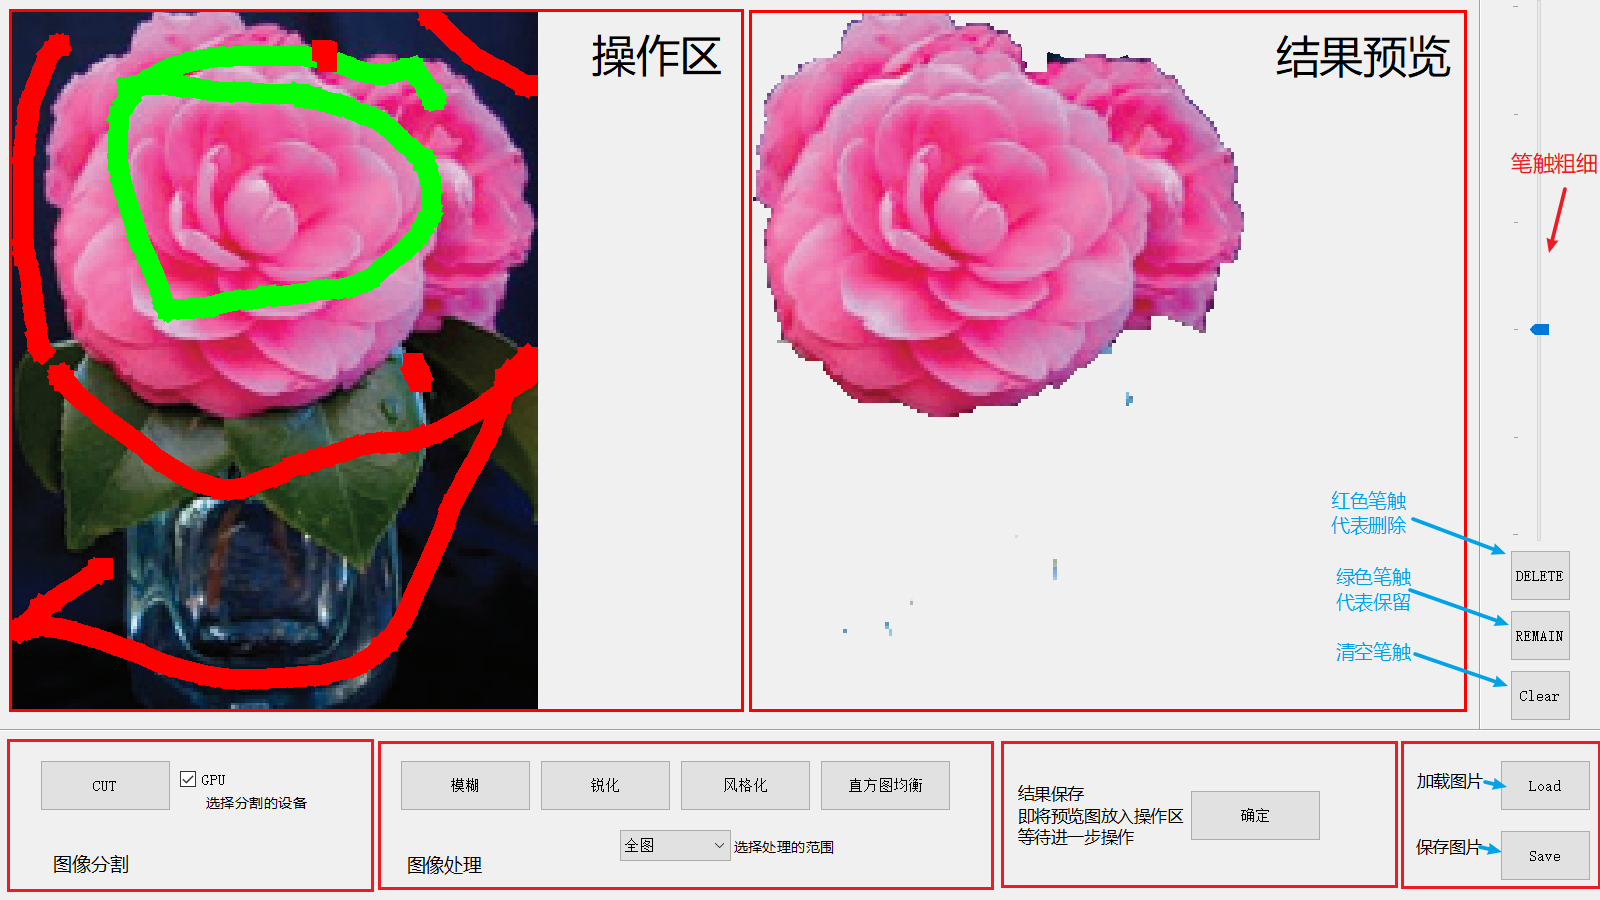 操作区
结果预览
笔触粗细
红色笔触
代表删除
DELETE
绿色笔触
代表保留
REMAIN
清空笔触
Clear
CUT
GPU
选择分割的设备
图像分割
模糊
锐化
风格化
直方图均衡
全图
选择处理的范围
图像处理
结果保存
即将预览图放入操作区
等待进一步操作
确定
加载图片
Load
保存图片
Save